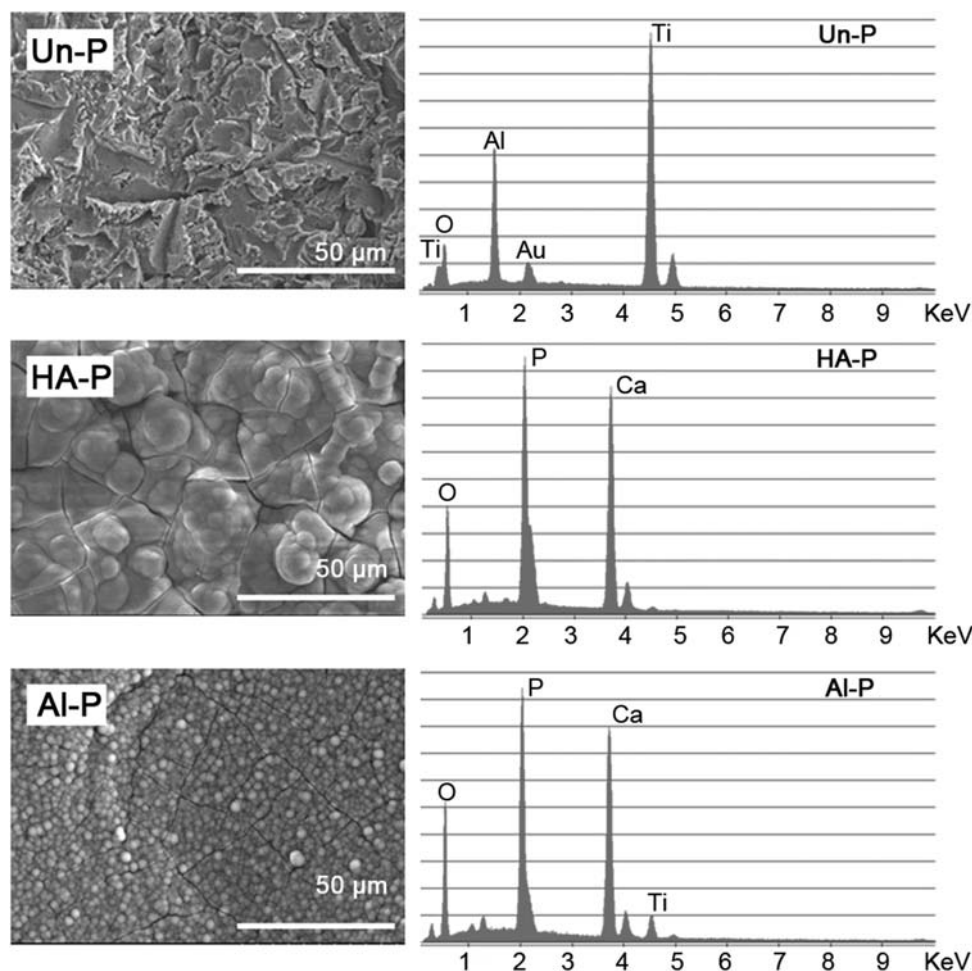 Un-P
50 µm
Un-P
Ti
Al
O
Ti
Au
1 2 3 4 5 6 7 8 9 KeV
HA-P
50 µm
HA-P
P
Ca
O
1 2 3 4 5 6 7 8 9 KeV
Al-P
50 µm
Al-P
P
Ca
O
Ti
1 2 3 4 5 6 7 8 9 KeV